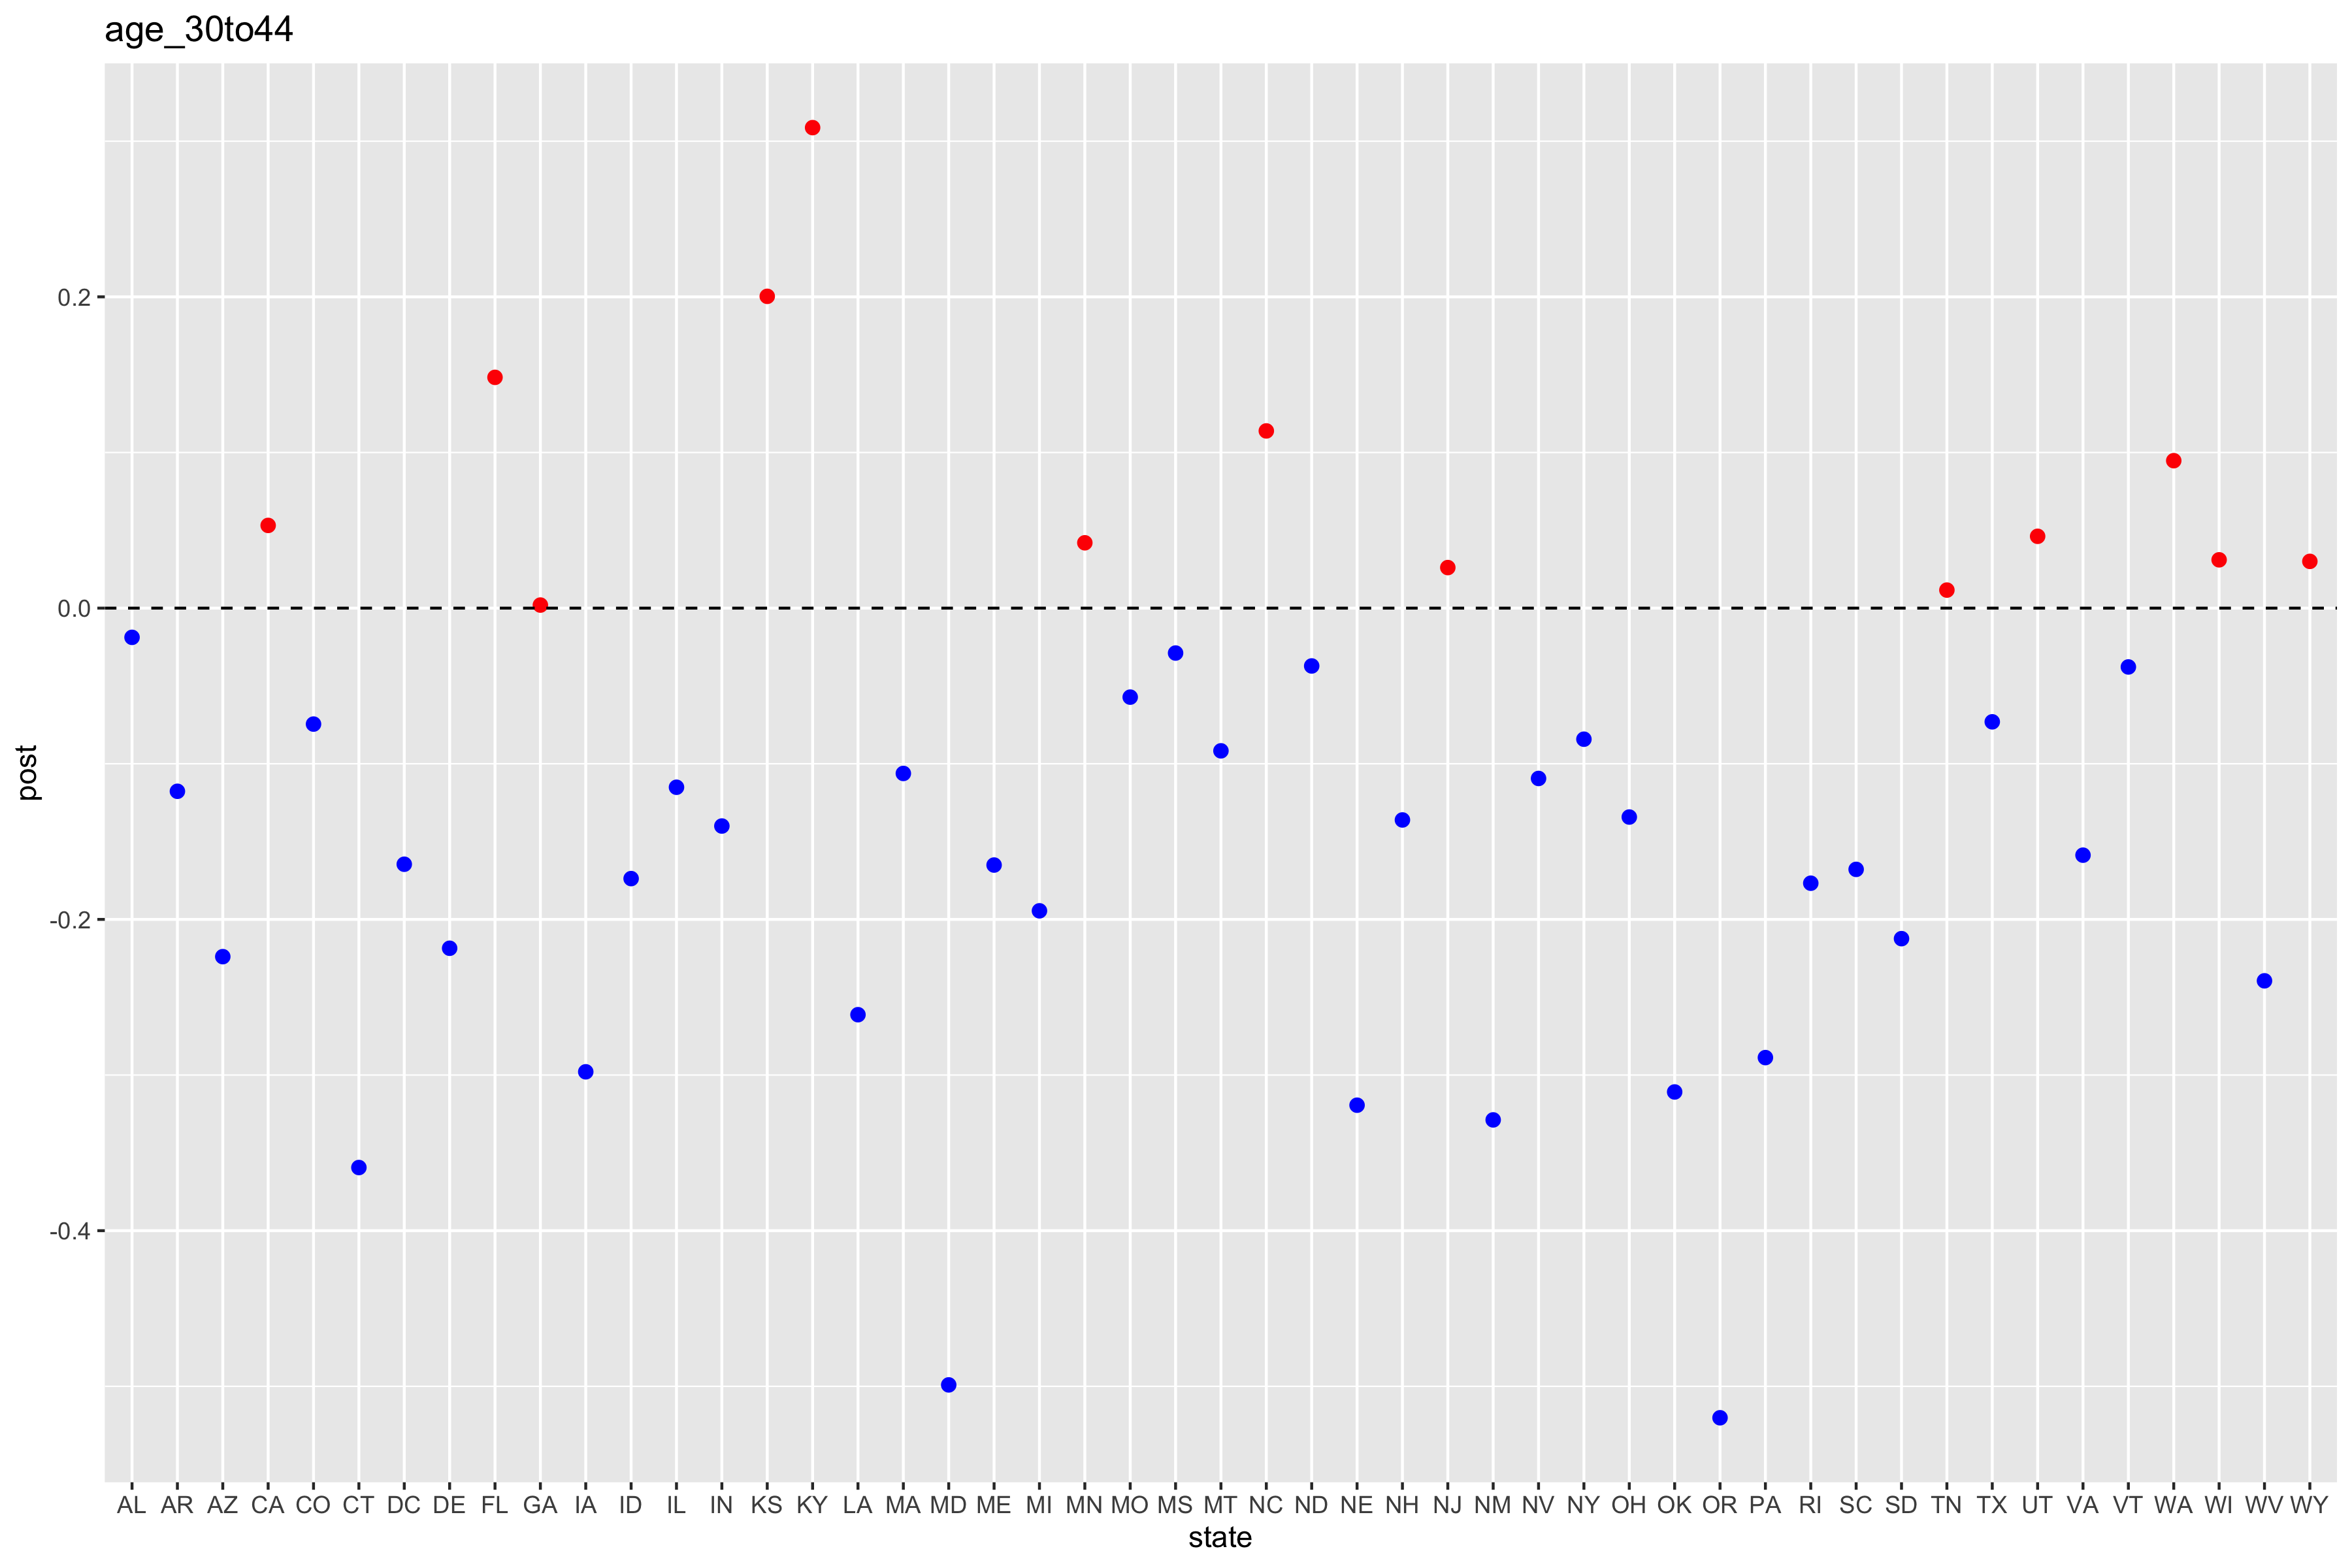 age_30to44
post
0.2
0.0
-0.2
-0.4
AL AR AZ CA CO CT DC DE FL GA IA ID IL IN KS KY LA MA MD ME MI MN MO MS MT NC ND NE NH NJ NM NV NY OH OK OR PA RI SC SD TN TX UT VA VT WA WI WV WY
state